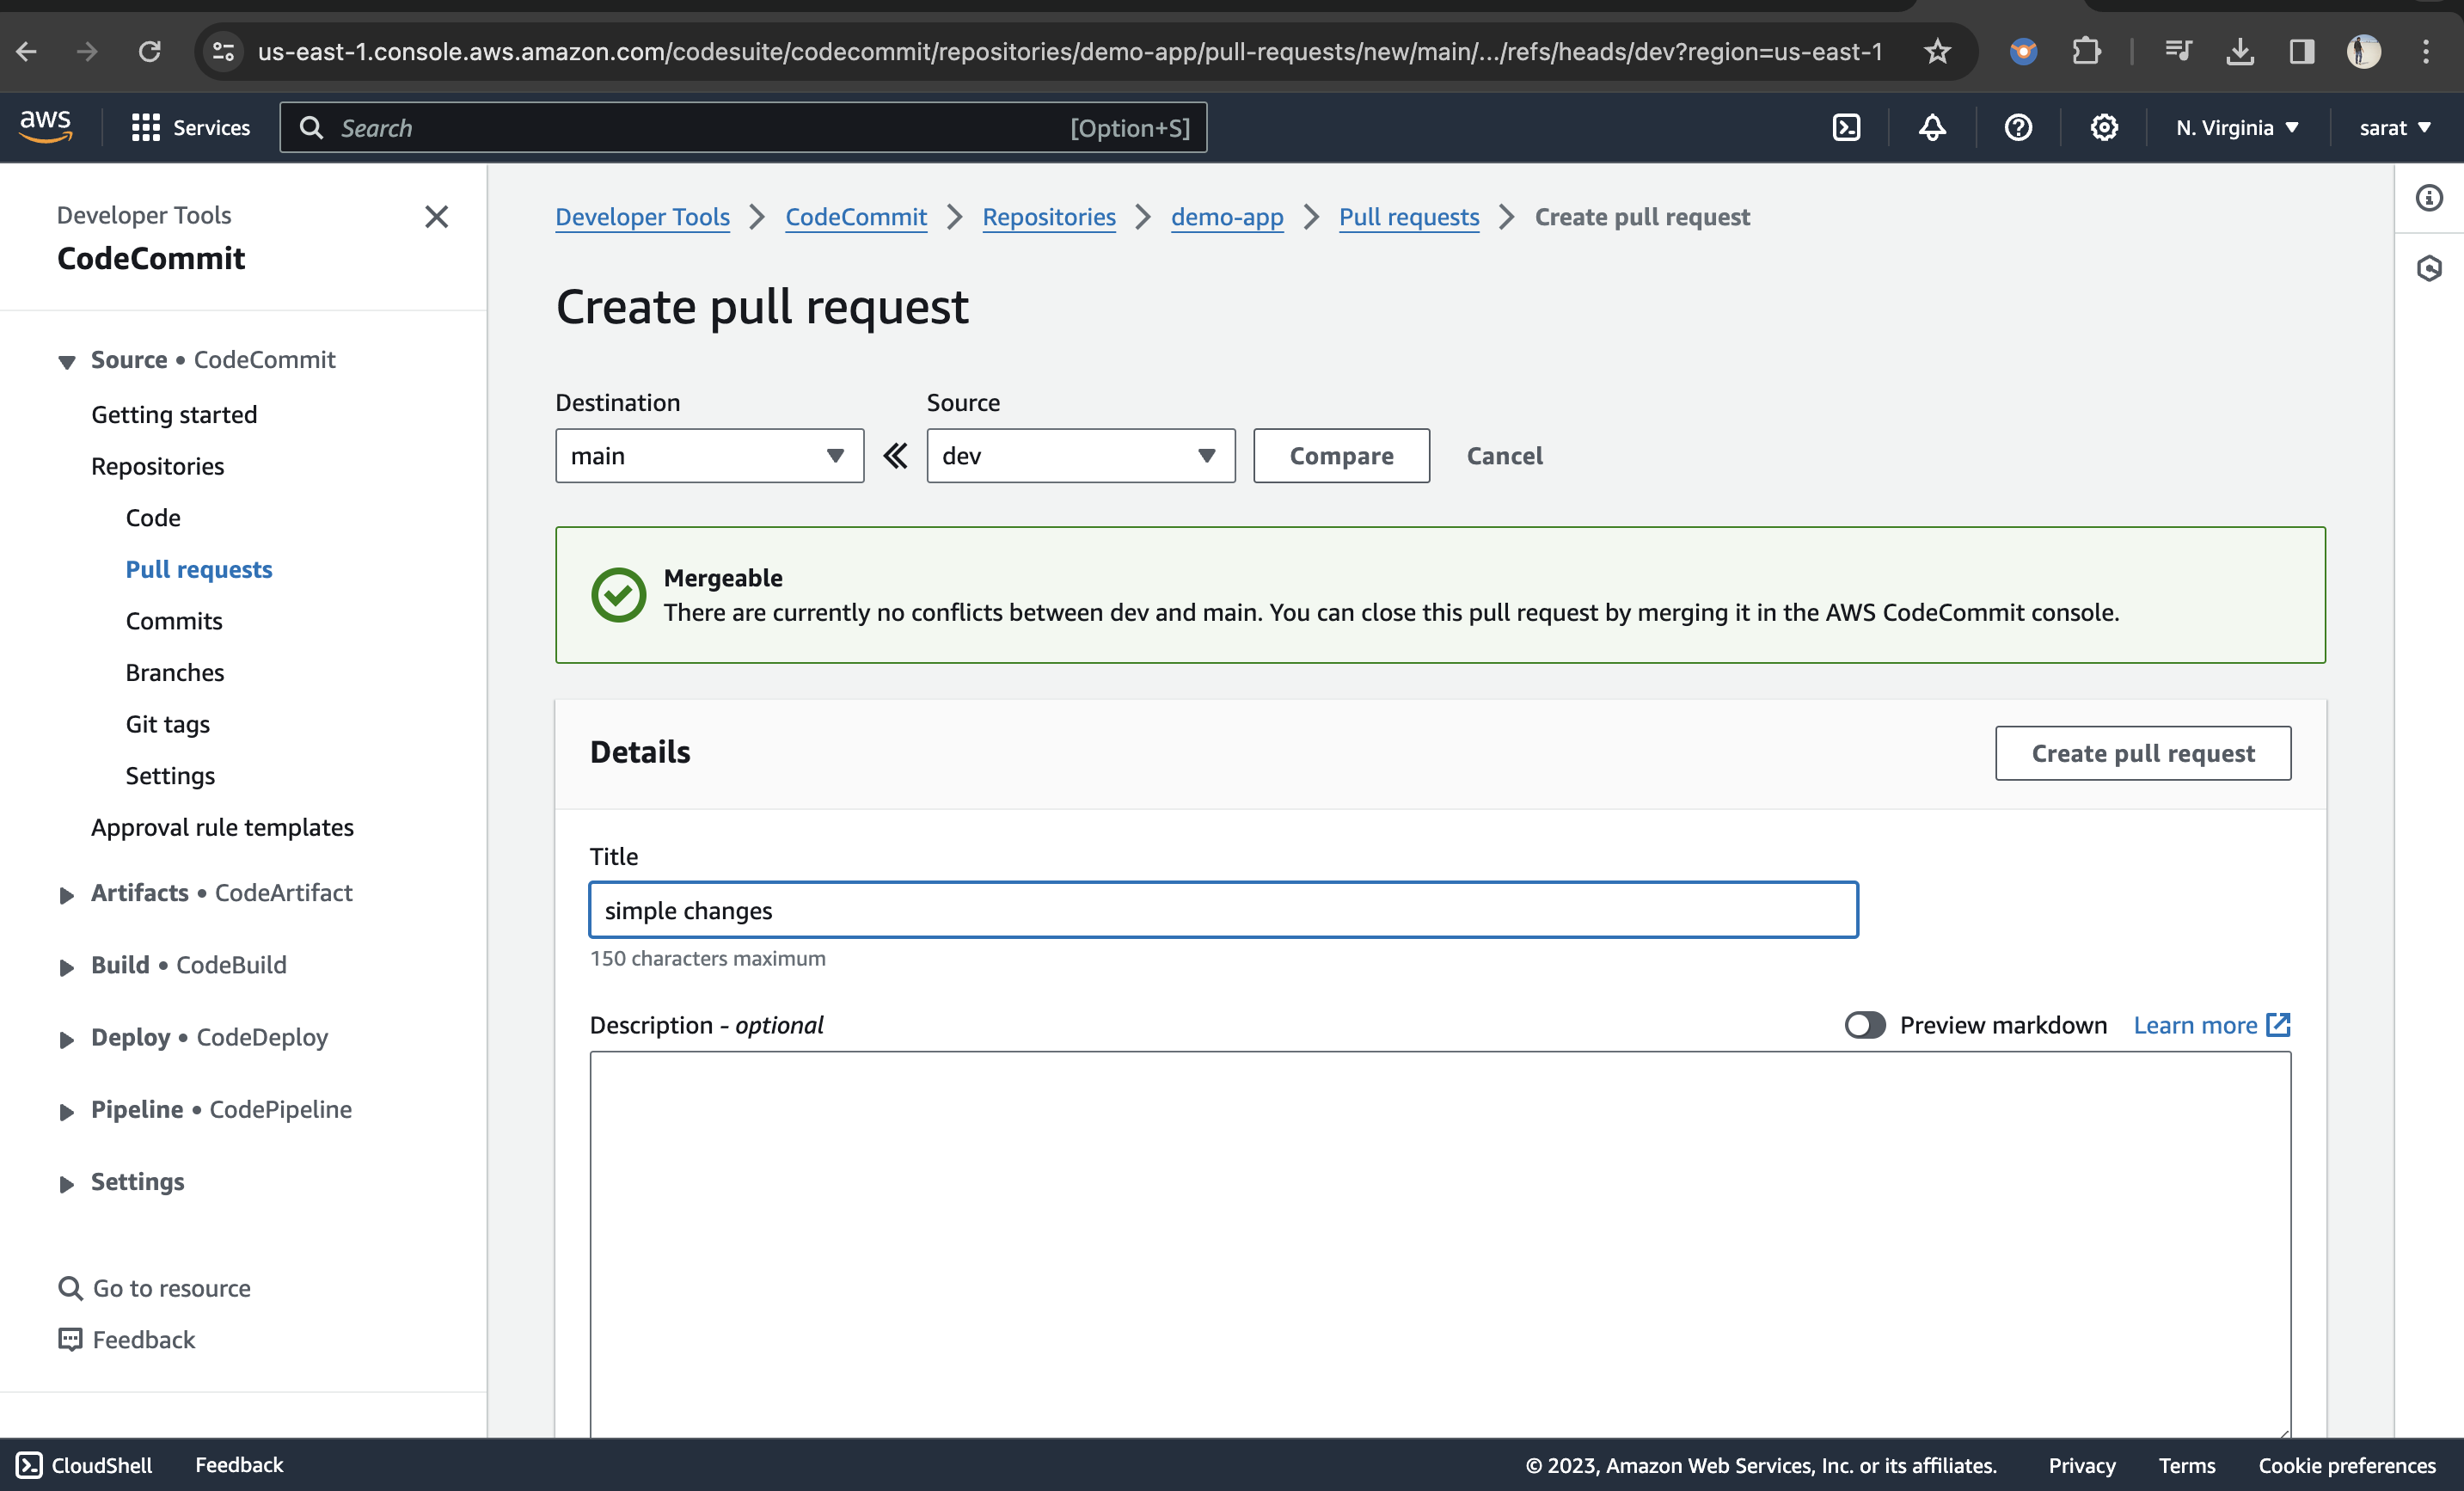 us-east-1.console.aws.amazon.com/codesuite/codecommit/repositories/demo-app/pull-requests/new/main/.../refs/heads/dev?region=us-east-1
aws Services Search [Option+S] N. Virginia sarat
Developer Tools
CodeCommit
Source • CodeCommit
Getting started
Repositories
Code
Pull requests
Commits
Branches
Git tags
Settings
Approval rule templates
Artifacts • CodeArtifact
Build • CodeBuild
Deploy • CodeDeploy
Pipeline • CodePipeline
Settings
Go to resource
Feedback
Developer Tools > CodeCommit > Repositories > demo-app > Pull requests > Create pull request
Create pull request
Destination Source
main dev Compare Cancel
Mergeable
There are currently no conflicts between dev and main. You can close this pull request by merging it in the AWS CodeCommit console.
Details Create pull request
Title
simple changes
150 characters maximum
Description - optional Preview markdown Learn more
CloudShell Feedback © 2023, Amazon Web Services, Inc. or its affiliates. Privacy Terms Cookie preferences